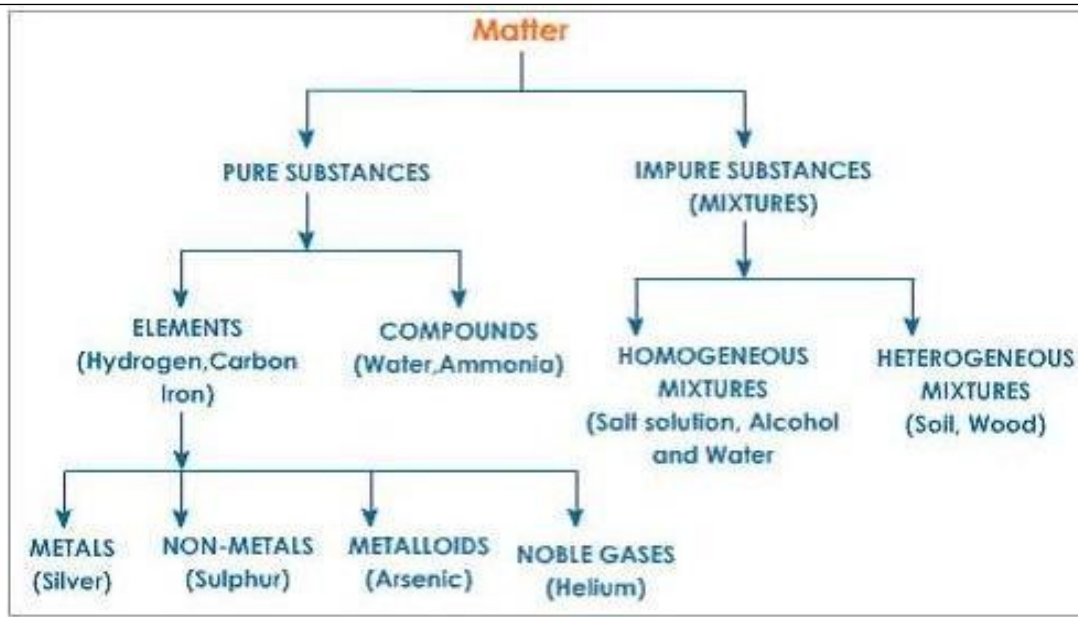 Matter
PURE SUBSTANCES
IMPURE SUBSTANCES
(MIXTURES)
ELEMENTS
(Hydrogen,Carbon
Iron)
COMPOUNDS
(Water,Ammonia)
HOMOGENEOUS
MIXTURES
(Salt solution, Alcohol
and Water
HETEROGENEOUS
MIXTURES
(Soil, Wood)
METALS
(Silver)
NON-METALS
(Sulphur)
METALLOIDS
(Arsenic)
NOBLE GASES
(Helium)